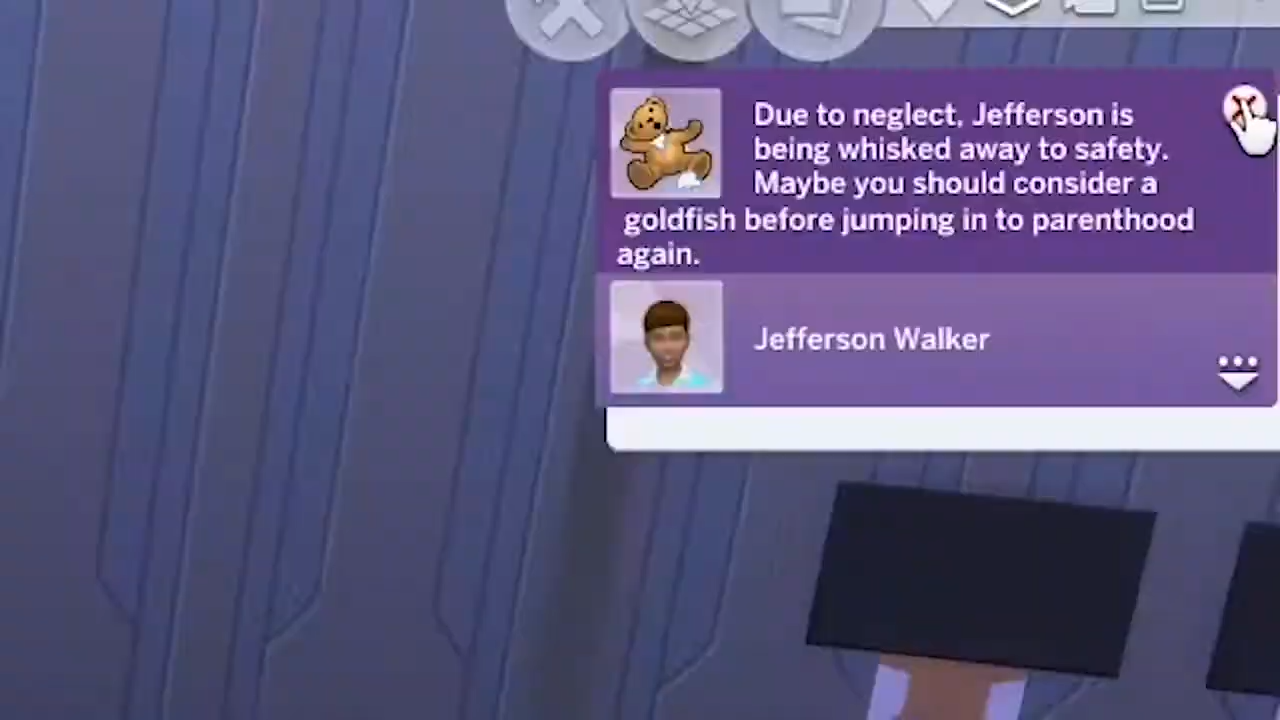 Due to neglect, Jefferson is
being whisked away to safety.
Maybe you should consider a
goldfish before jumping in to parenthood
again.
Jefferson Walker